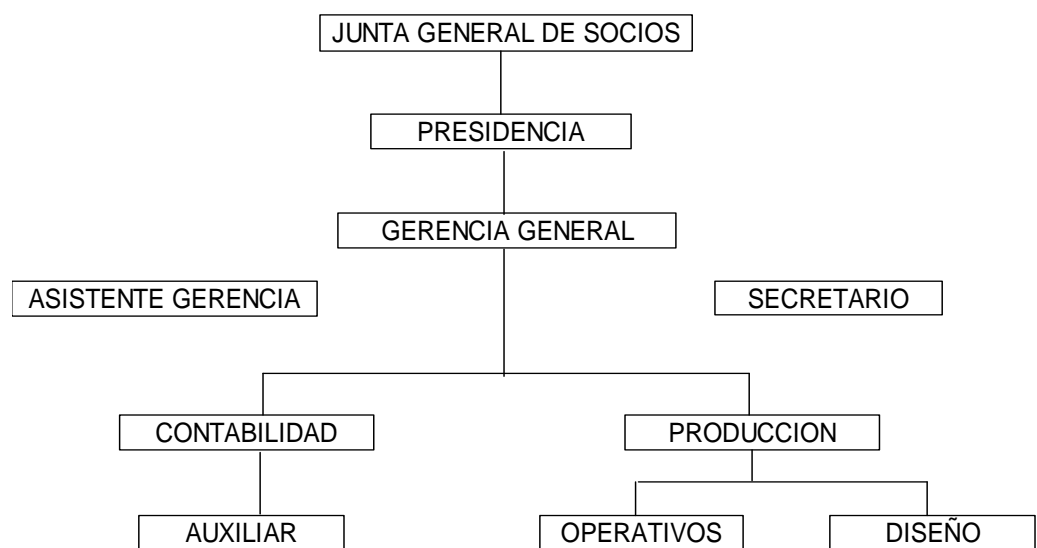 JUNTA GENERAL DE SOCIOS
PRESIDENCIA
GERENCIA GENERAL
ASISTENTE GERENCIA
SECRETARIO
CONTABILIDAD
PRODUCCION
AUXILIAR
OPERATIVOS
DISEÑO